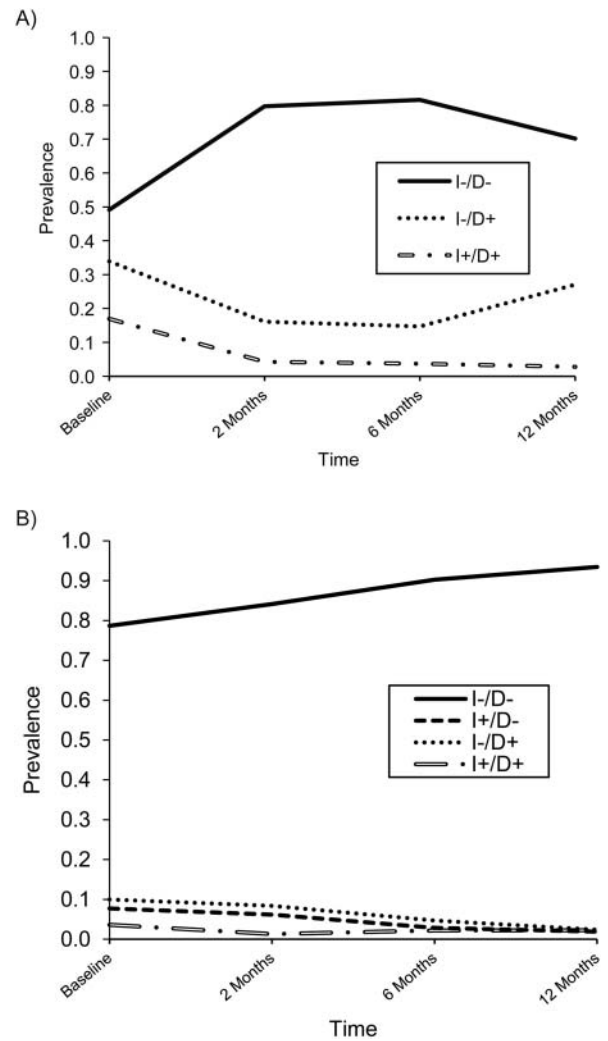 A)
1.0
0.9
0.8
0.7
0.6
0.5
0.4
0.3
0.2
0.1
0.0
Prevalence
I-/D-
I-/D+
I+/D+
Baseline
2 Months
6 Months
12 Months
Time
B)
1.0
0.9
0.8
0.7
0.6
0.5
0.4
0.3
0.2
0.1
0.0
Prevalence
I-/D-
I+/D-
I-/D+
I+/D+
Baseline
2 Months
6 Months
12 Months
Time